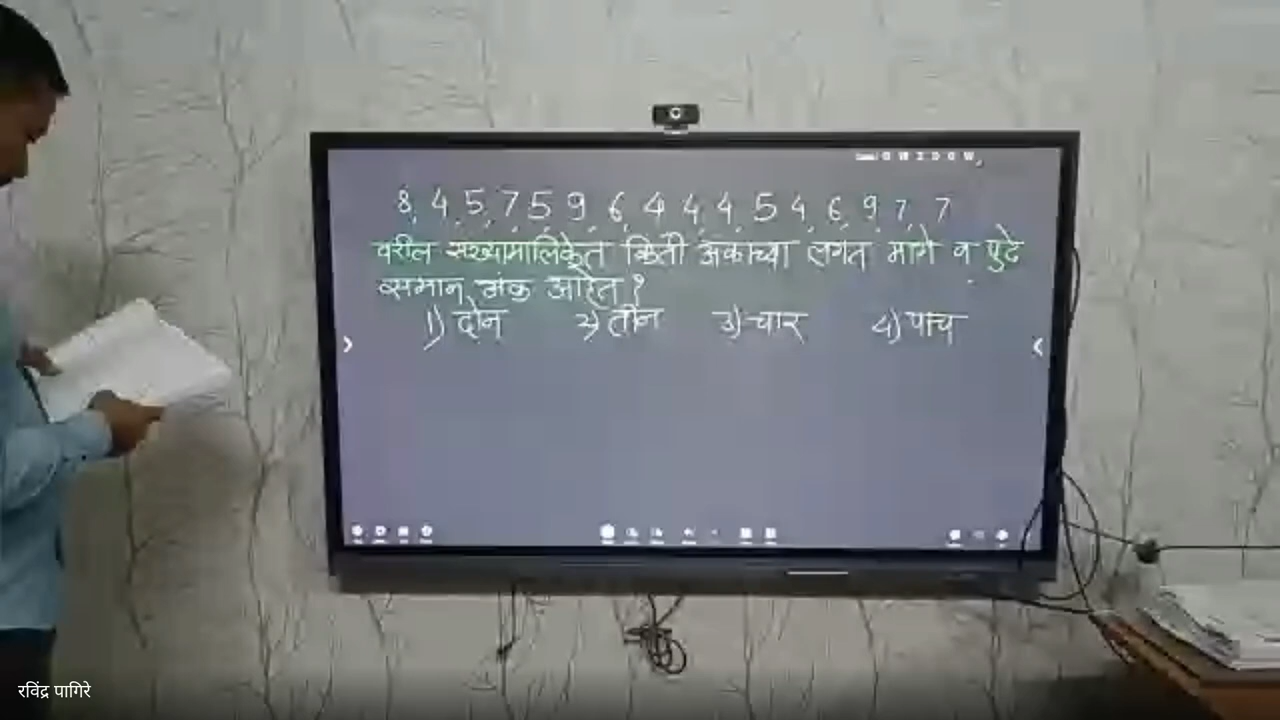 8, 4, 5, 7, 5, 9, 6, 4, 4, 4, 5, 4, 6, 9, 7, 7
वरील संख्यामालिकेत किती अंकाच्या लगत मागे व पुढे
समान अंक आहेत ?
1) दोन 2) तीन 3) चार 4) पाच
रविंद्र पागिरे